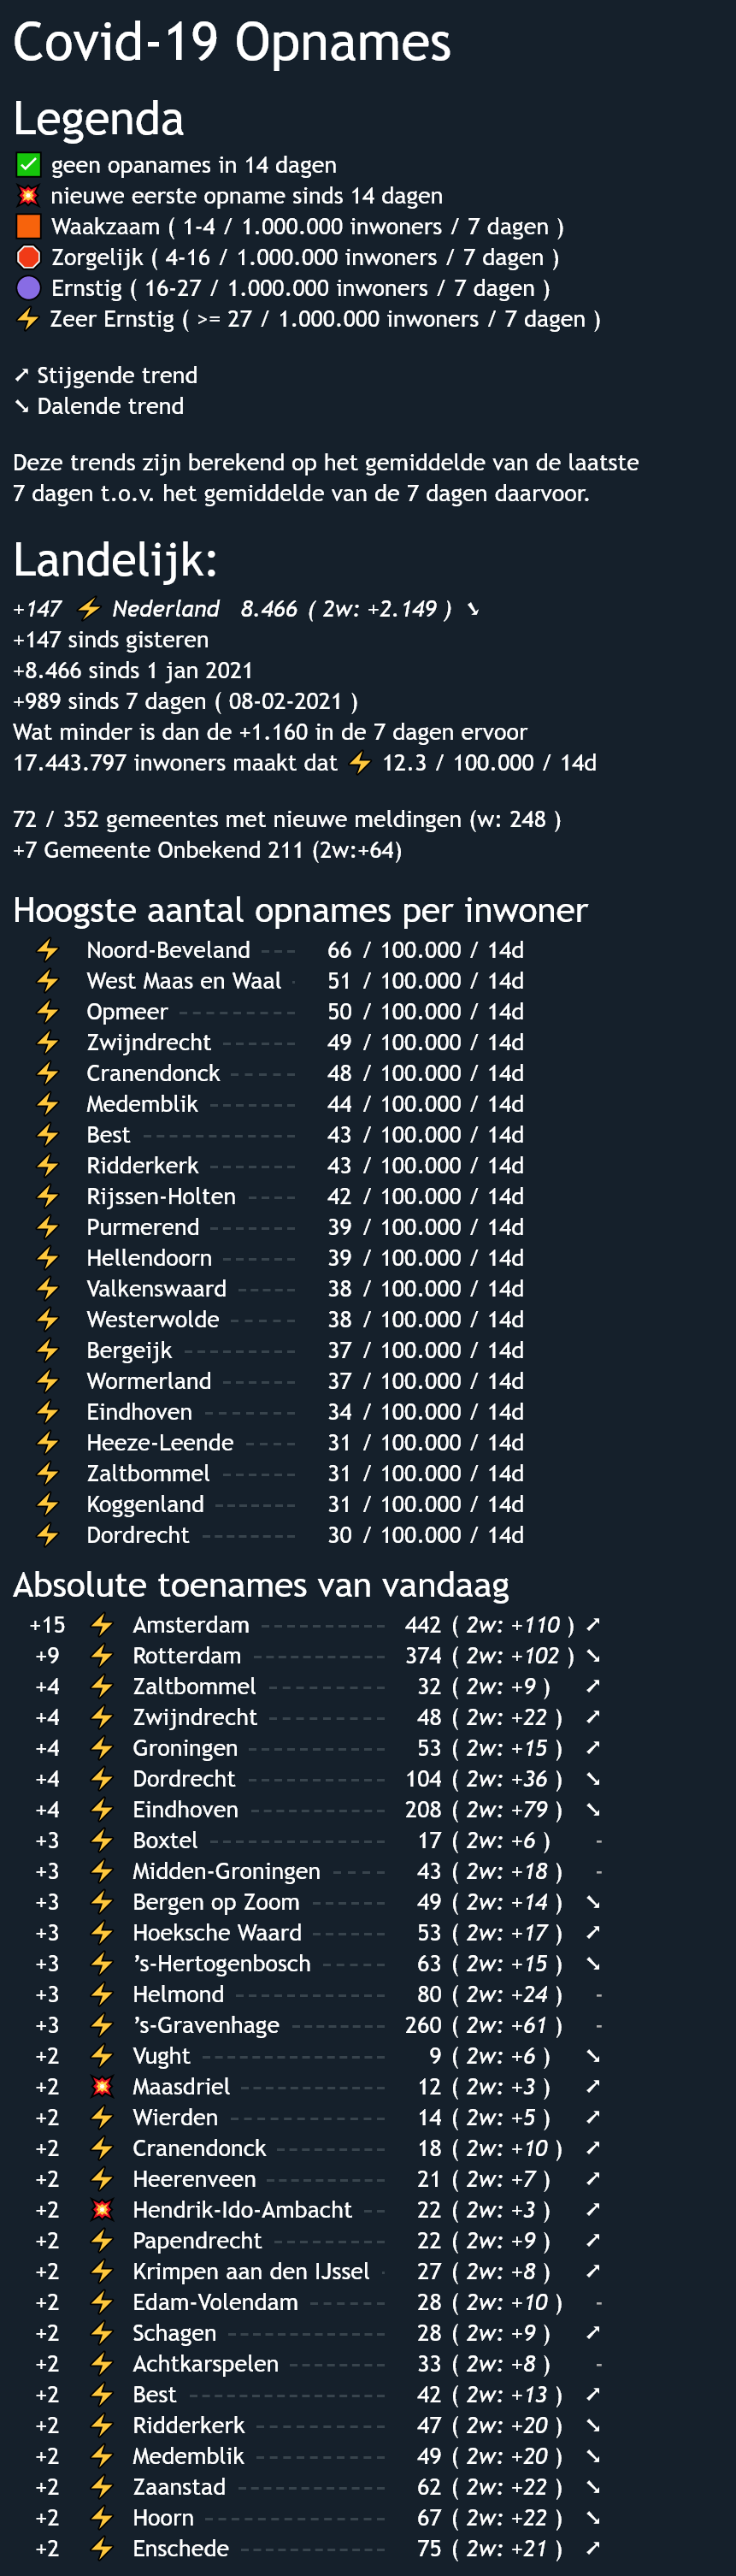 Covid-19 Opnames
Legenda
✅ geen opanames in 14 dagen
💥 nieuwe eerste opname sinds 14 dagen
🟧 Waakzaam ( 1-4 / 1.000.000 inwoners / 7 dagen )
🛑 Zorgelijk ( 4-16 / 1.000.000 inwoners / 7 dagen )
🟣 Ernstig ( 16-27 / 1.000.000 inwoners / 7 dagen )
⚡ Zeer Ernstig ( >= 27 / 1.000.000 inwoners / 7 dagen )
➚ Stijgende trend
➘ Dalende trend
Deze trends zijn berekend op het gemiddelde van de laatste
7 dagen t.o.v. het gemiddelde van de 7 dagen daarvoor.
Landelijk:
+147 ⚡ Nederland 8.466 ( 2w: +2.149 ) ➘
+147 sinds gisteren
+8.466 sinds 1 jan 2021
+989 sinds 7 dagen ( 08-02-2021 )
Wat minder is dan de +1.160 in de 7 dagen ervoor
17.443.797 inwoners maakt dat ⚡ 12.3 / 100.000 / 14d
72 / 352 gemeentes met nieuwe meldingen (w: 248 )
+7 Gemeente Onbekend 211 (2w:+64)
Hoogste aantal opnames per inwoner
⚡ Noord-Beveland --- 66 / 100.000 / 14d
⚡ West Maas en Waal - 51 / 100.000 / 14d
⚡ Opmeer --------- 50 / 100.000 / 14d
⚡ Zwijndrecht ------ 49 / 100.000 / 14d
⚡ Cranendonck ----- 48 / 100.000 / 14d
⚡ Medemblik ------- 44 / 100.000 / 14d
⚡ Best ------------ 43 / 100.000 / 14d
⚡ Ridderkerk ------- 43 / 100.000 / 14d
⚡ Rijssen-Holten ---- 42 / 100.000 / 14d
⚡ Purmerend ------- 39 / 100.000 / 14d
⚡ Hellendoorn ------ 39 / 100.000 / 14d
⚡ Valkenswaard ----- 38 / 100.000 / 14d
⚡ Westerwolde ----- 38 / 100.000 / 14d
⚡ Bergeijk --------- 37 / 100.000 / 14d
⚡ Wormerland ------ 37 / 100.000 / 14d
⚡ Eindhoven ------- 34 / 100.000 / 14d
⚡ Heeze-Leende ---- 31 / 100.000 / 14d
⚡ Zaltbommel ------ 31 / 100.000 / 14d
⚡ Koggenland ------ 31 / 100.000 / 14d
⚡ Dordrecht ------- 30 / 100.000 / 14d
Absolute toenames van vandaag
+15 ⚡ Amsterdam ---------- 442 ( 2w: +110 ) ➚
+9 ⚡ Rotterdam ----------- 374 ( 2w: +102 ) ➘
+4 ⚡ Zaltbommel --------- 32 ( 2w: +9 ) ➚
+4 ⚡ Zwijndrecht ---------- 48 ( 2w: +22 ) ➚
+4 ⚡ Groningen ----------- 53 ( 2w: +15 ) ➚
+4 ⚡ Dordrecht ----------- 104 ( 2w: +36 ) ➘
+4 ⚡ Eindhoven ----------- 208 ( 2w: +79 ) ➘
+3 ⚡ Boxtel -------------- 17 ( 2w: +6 ) -
+3 ⚡ Midden-Groningen ---- 43 ( 2w: +18 ) -
+3 ⚡ Bergen op Zoom ------ 49 ( 2w: +14 ) ➘
+3 ⚡ Hoeksche Waard ------ 53 ( 2w: +17 ) ➚
+3 ⚡ ’s-Hertogenbosch ----- 63 ( 2w: +15 ) ➘
+3 ⚡ Helmond ------------ 80 ( 2w: +24 ) -
+3 ⚡ ’s-Gravenhage ------- 260 ( 2w: +61 ) -
+2 ⚡ Vught --------------- 9 ( 2w: +6 ) ➘
+2 💥 Maasdriel ----------- 12 ( 2w: +3 ) ➚
+2 ⚡ Wierden ------------ 14 ( 2w: +5 ) ➚
+2 ⚡ Cranendonck -------- 18 ( 2w: +10 ) ➚
+2 ⚡ Heerenveen --------- 21 ( 2w: +7 ) ➚
+2 💥 Hendrik-Ido-Ambacht -- 22 ( 2w: +3 ) ➚
+2 ⚡ Papendrecht --------- 22 ( 2w: +9 ) ➚
+2 ⚡ Krimpen aan den IJssel - 27 ( 2w: +8 ) ➚
+2 ⚡ Edam-Volendam ------ 28 ( 2w: +10 ) -
+2 ⚡ Schagen ------------ 28 ( 2w: +9 ) ➚
+2 ⚡ Achtkarspelen ------- 33 ( 2w: +8 ) -
+2 ⚡ Best ---------------- 42 ( 2w: +13 ) ➚
+2 ⚡ Ridderkerk ---------- 47 ( 2w: +20 ) ➘
+2 ⚡ Medemblik ---------- 49 ( 2w: +20 ) ➘
+2 ⚡ Zaanstad ------------ 62 ( 2w: +22 ) ➘
+2 ⚡ Hoorn -------------- 67 ( 2w: +22 ) ➘
+2 ⚡ Enschede ----------- 75 ( 2w: +21 ) ➚